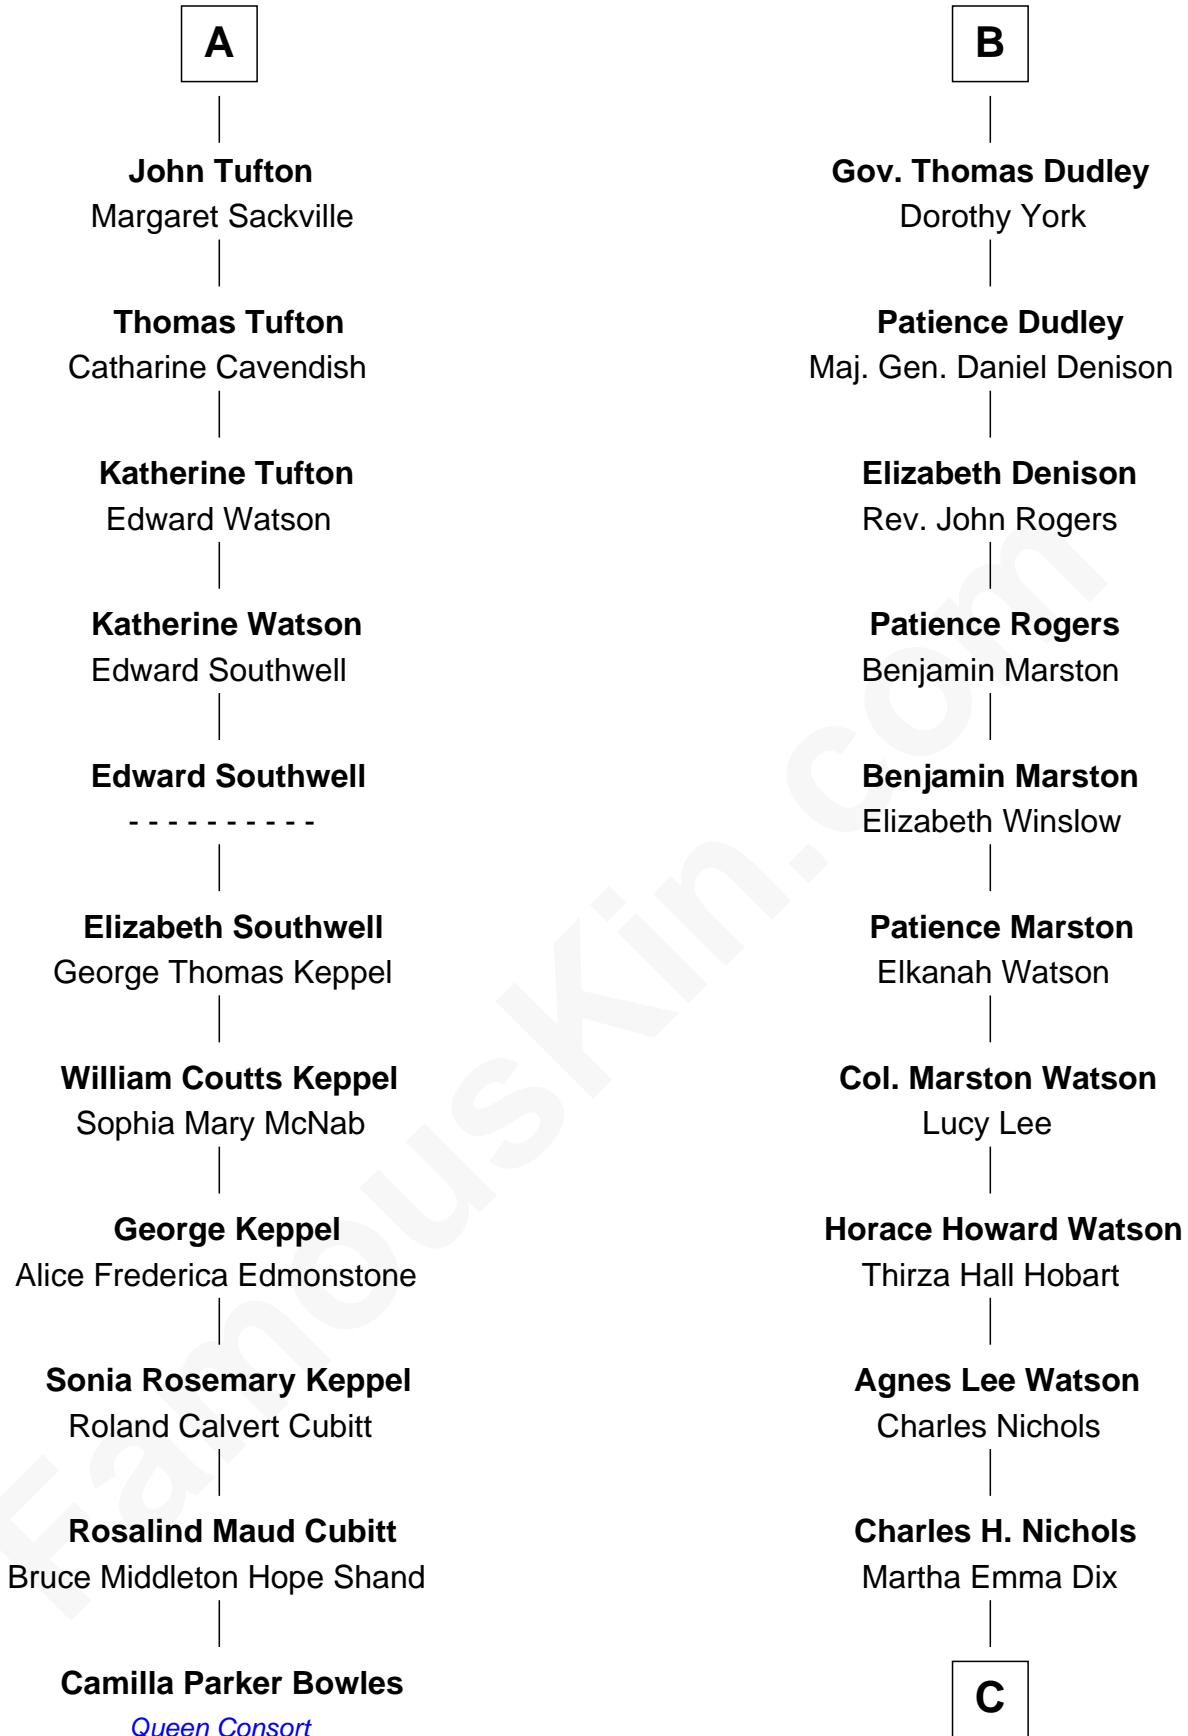 A
John Tufton
Margaret Sackville
Thomas Tufton
Catharine Cavendish
Katherine Tufton
Edward Watson
Katherine Watson
Edward Southwell
Edward Southwell
- - - - - - - - - -
Elizabeth Southwell
George Thomas Keppel
William Coutts Keppel
Sophia Mary McNab
George Keppel
Alice Frederica Edmonstone
Sonia Rosemary Keppel
Roland Calvert Cubitt
Rosalind Maud Cubitt
Bruce Middleton Hope Shand
Camilla Parker Bowles
Queen Consort
B
Gov. Thomas Dudley
Dorothy York
Patience Dudley
Maj. Gen. Daniel Denison
Elizabeth Denison
Rev. John Rogers
Patience Rogers
Benjamin Marston
Benjamin Marston
Elizabeth Winslow
Patience Marston
Elkanah Watson
Col. Marston Watson
Lucy Lee
Horace Howard Watson
Thirza Hall Hobart
Agnes Lee Watson
Charles Nichols
Charles H. Nichols
Martha Emma Dix
C
FamousKin.com